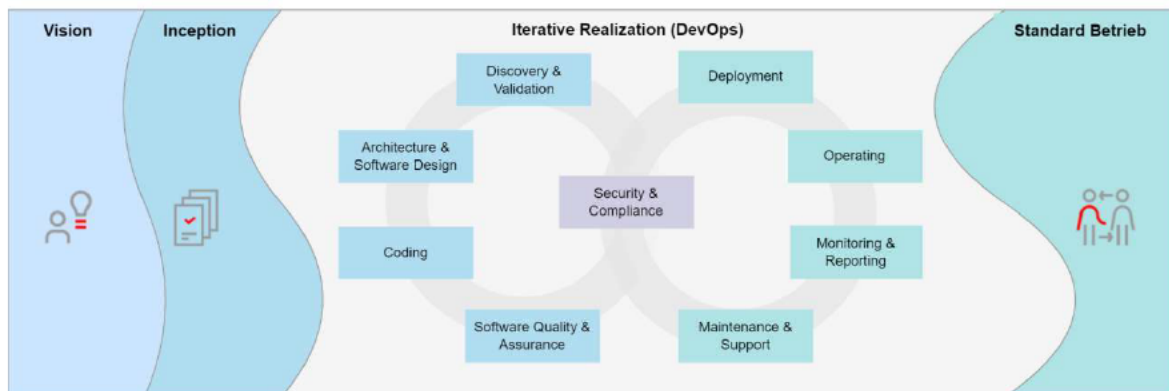 Vision
Inception
Iterative Realization (DevOps)
Standard Betrieb
Discovery &
Validation
Deployment
Architecture &
Software Design
Operating
Security &
Compliance
Coding
Monitoring &
Reporting
Software Quality &
Assurance
Maintenance &
Support